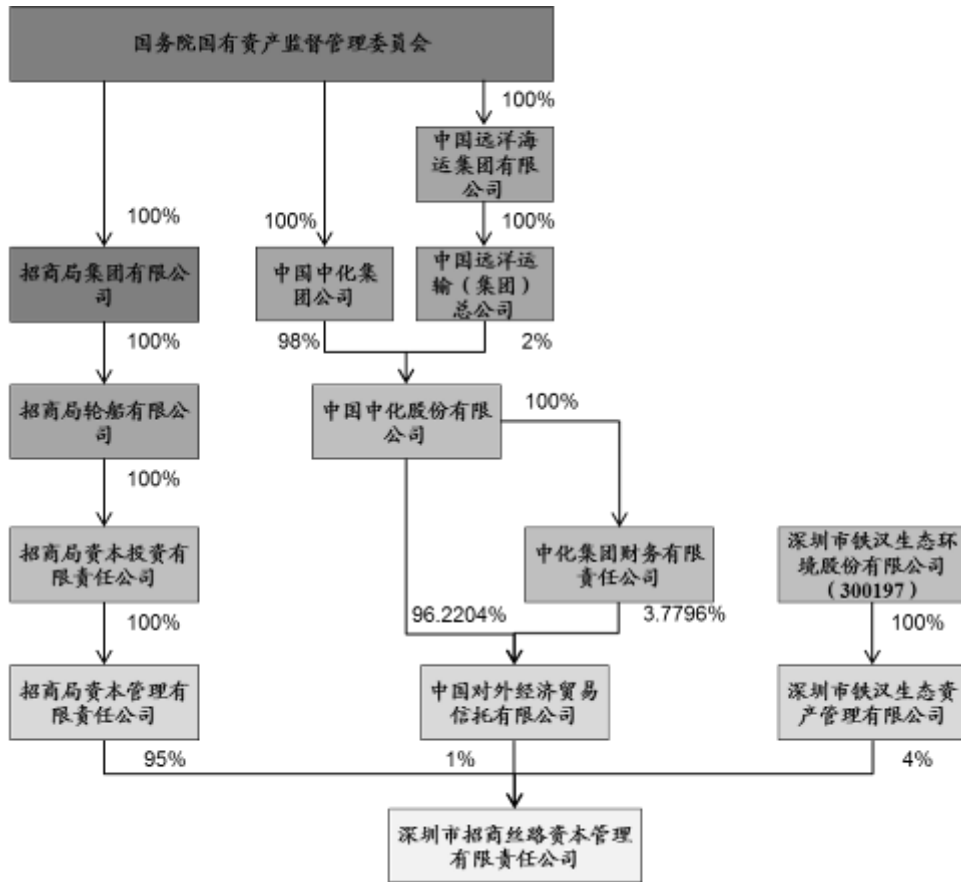 国务院国有资产监督管理委员会
100%
中国远洋海
运集团有限
公司
100%
100%
100%
招商局集团有限公
司
中国中化集
团公司
中国远洋运
输（集团）
总公司
100%
98%
2%
招商局轮船有限公
司
中国中化股份有限
公司
100%
100%
招商局资本投资有
限责任公司
中化集团财务有限
责任公司
深圳市铁汉生态环
境股份有限公司
（300197）
100%
96.2204%
3.7796%
100%
招商局资本管理有
限责任公司
中国对外经济贸易
信托有限公司
深圳市铁汉生态资
产管理有限公司
95%
1%
4%
深圳市招商丝路资本管理
有限责任公司